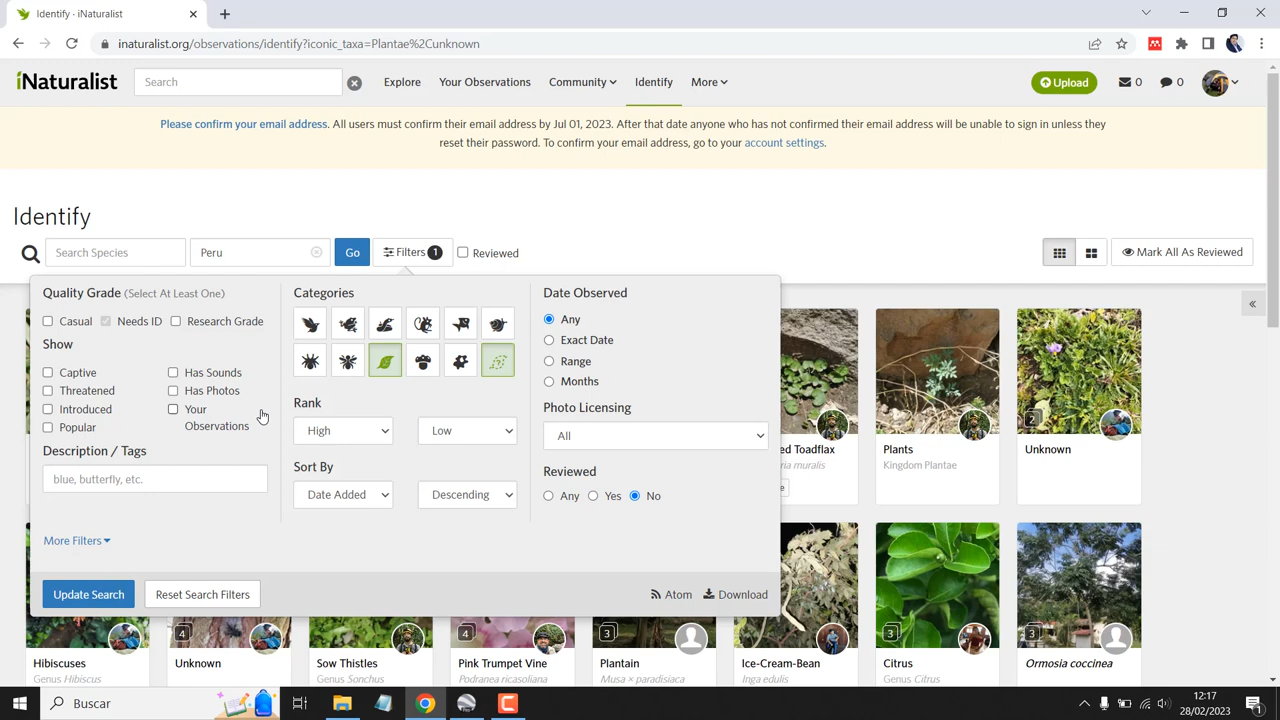 Identify · iNaturalist
inaturalist.org/observations/identify?iconic_taxa=Plantae%2Cunknown
iNaturalist
Search
Explore
Your Observations
Community
Identify
More
Upload
0
0
Please confirm your email address. All users must confirm their email address by Jul 01, 2023. After that date anyone who has not confirmed their email address will be unable to sign in unless they
reset their password. To confirm your email address, go to your account settings.
Identify
Search Species
Peru
Go
Filters 1
Reviewed
Mark All As Reviewed
Quality Grade (Select At Least One)
Casual
Needs ID
Research Grade
Show
Captive
Has Sounds
Threatened
Has Photos
Introduced
Your
Observations
Popular
Description / Tags
blue, butterfly, etc.
More Filters
Categories
Rank
High
Low
Sort By
Date Added
Descending
Date Observed
Any
Exact Date
Range
Months
Photo Licensing
All
Reviewed
Any
Yes
No
Update Search
Reset Search Filters
Atom
Download
ed Toadflax
ria muralis
Plants
Kingdom Plantae
2
Unknown
Hibiscuses
Genus Hibiscus
4
Unknown
Sow Thistles
Genus Sonchus
4
Pink Trumpet Vine
Podranea ricasoliana
3
Plantain
Musa × paradisiaca
Ice-Cream-Bean
Inga edulis
3
Citrus
Genus Citrus
3
Ormosia coccinea
Buscar
12:17
28/02/2023
1